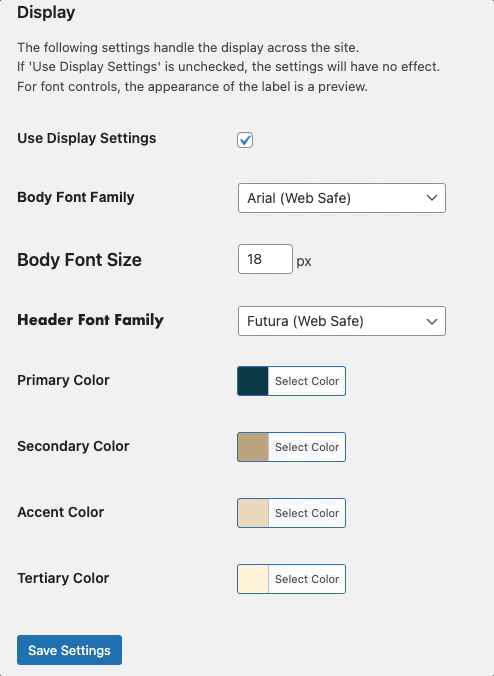 Display
The following settings handle the display across the site.
If 'Use Display Settings' is unchecked, the settings will have no effect.
For font controls, the appearance of the label is a preview.
Use Display Settings
Body Font Family Arial (Web Safe)
Body Font Size 18 px
Header Font Family Futura (Web Safe)
Primary Color Select Color
Secondary Color Select Color
Accent Color Select Color
Tertiary Color Select Color
Save Settings